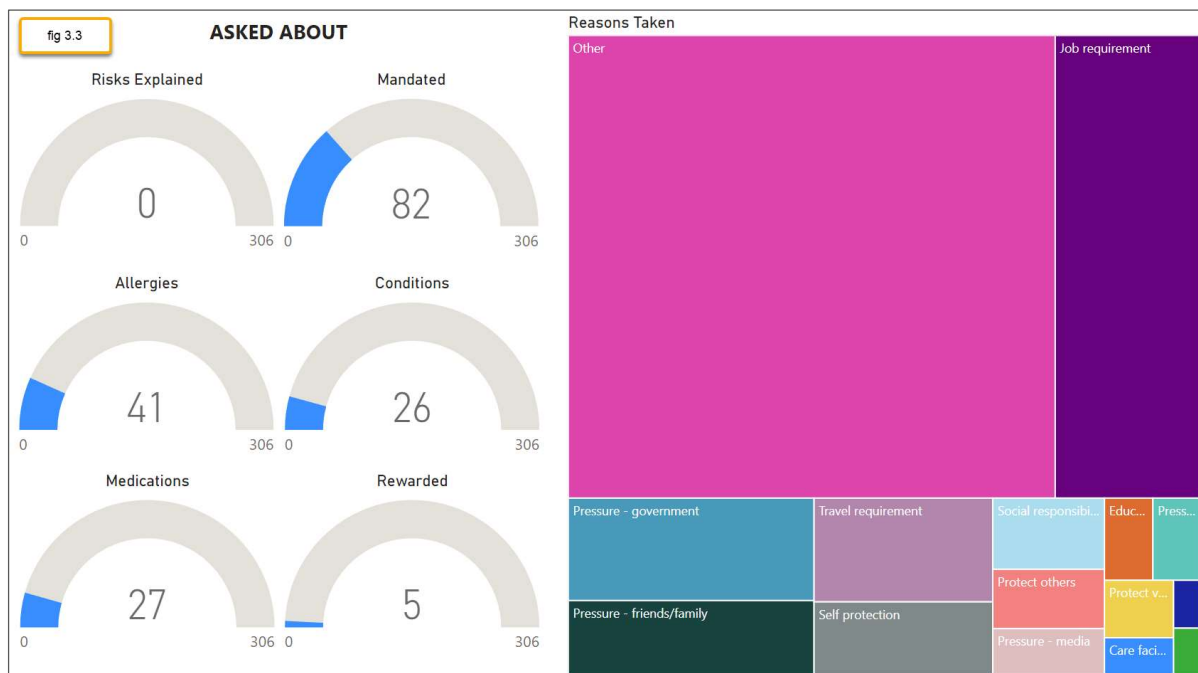 fig 3.3
ASKED ABOUT
Risks Explained
0
0
306
Mandated
82
0
306
Allergies
41
0
306
Conditions
26
0
306
Medications
27
0
306
Rewarded
5
0
306
Reasons Taken
Other
Job requirement
Pressure - government
Pressure - friends/family
Travel requirement
Self protection
Social responsibi...
Protect others
Pressure - media
Educ...
Press...
Protect v...
Care faci...